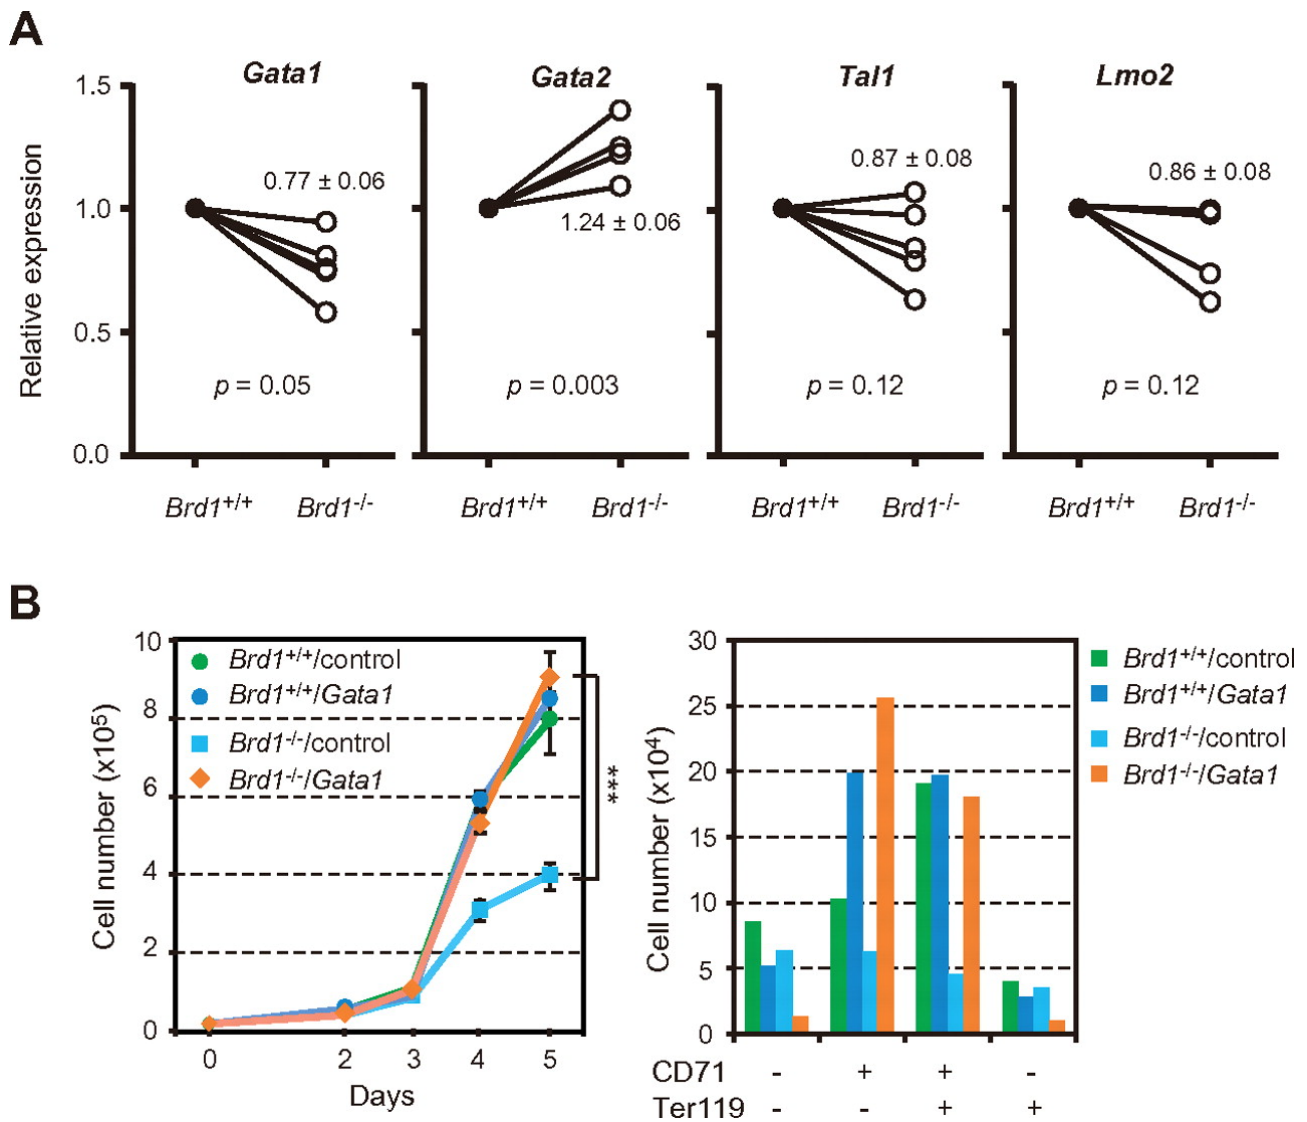 A
Gata1 Gata2 Tal1 Lmo2
Relative expression
1.5
1.0
0.5
0.0
0.77 ± 0.06
1.24 ± 0.06
0.87 ± 0.08
0.86 ± 0.08
p = 0.05 p = 0.003 p = 0.12 p = 0.12
Brd1+/+ Brd1-/- Brd1+/+ Brd1-/- Brd1+/+ Brd1-/- Brd1+/+ Brd1-/-
B
Cell number (x10⁵)
10
8
6
4
2
0
Brd1+/+/control
Brd1+/+/Gata1
Brd1-/-/control
Brd1-/-/Gata1
***
0 2 3 4 5
Days
Cell number (x10⁴)
30
25
20
15
10
5
0
Brd1+/+/control
Brd1+/+/Gata1
Brd1-/-/control
Brd1-/-/Gata1
CD71 - + + -
Ter119 - - + +